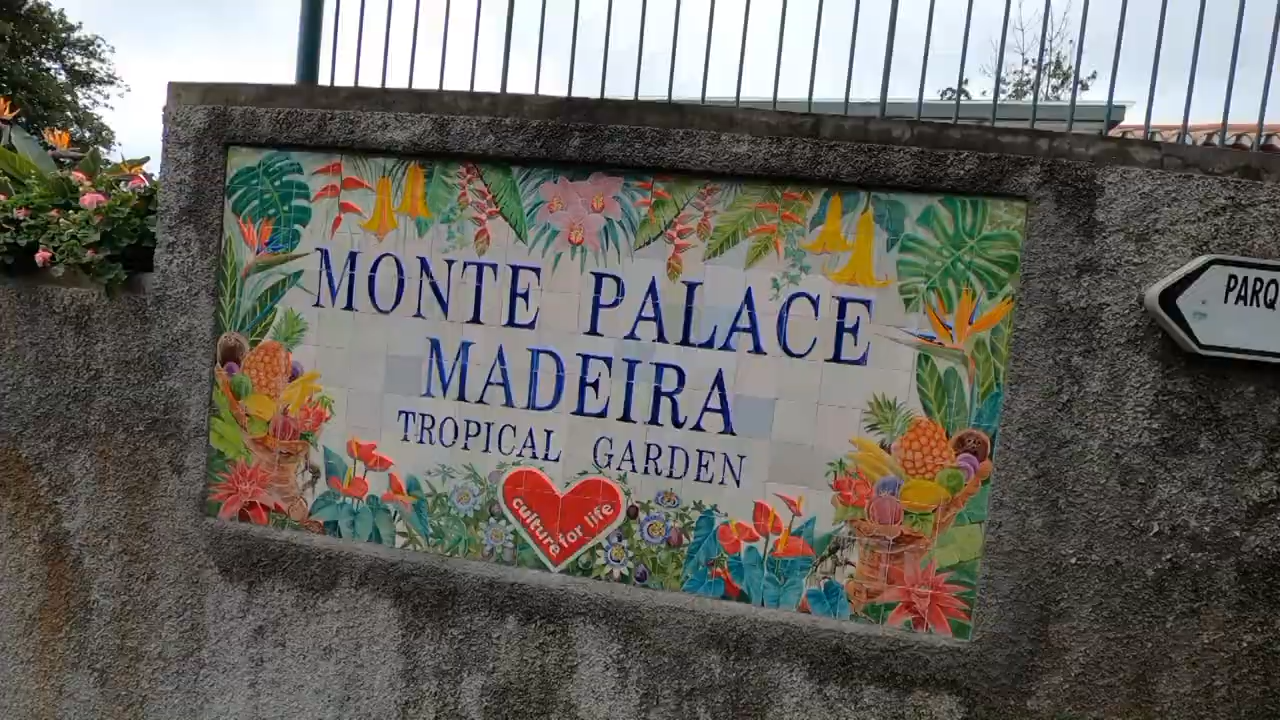 MONTE PALACE
MADEIRA
TROPICAL GARDEN
culture for life
PARQ